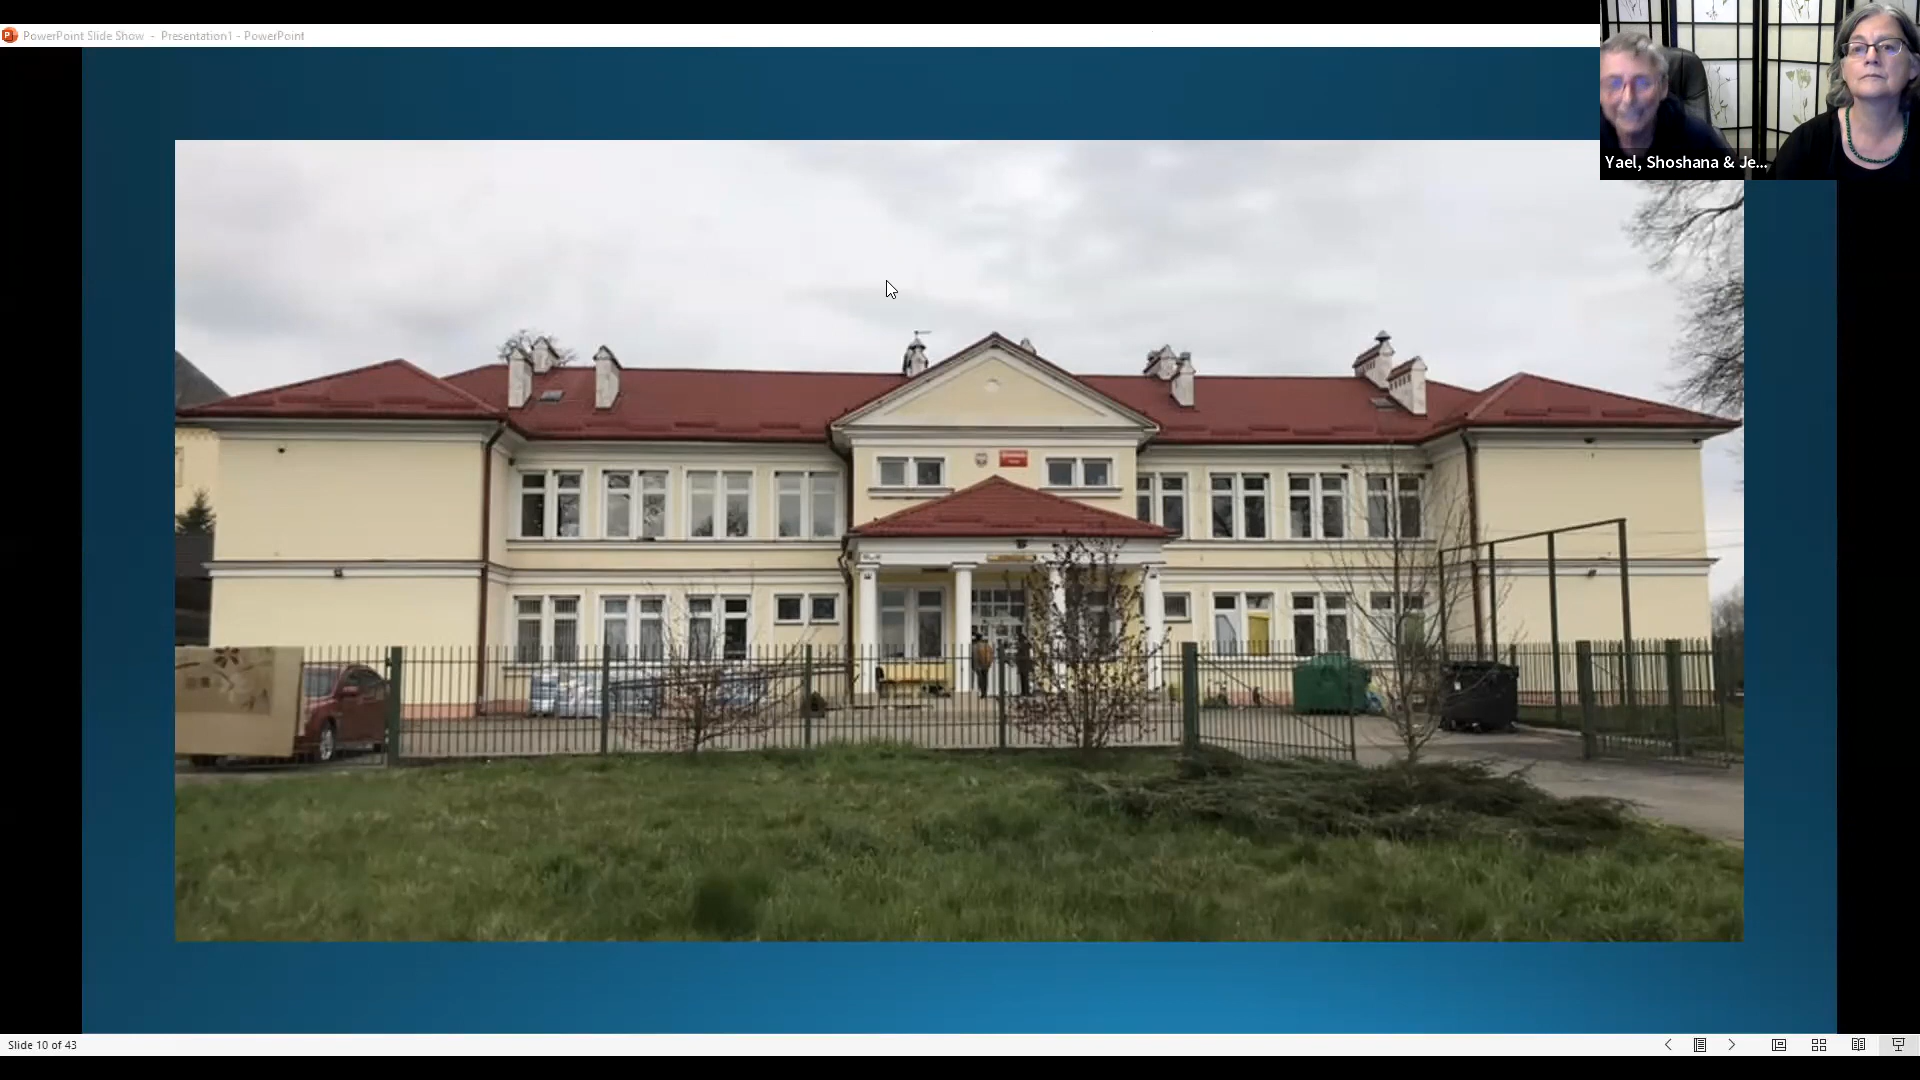 PowerPoint Slide Show - Presentation1 - PowerPoint
Yael, Shoshana & Je...
Slide 10 of 43